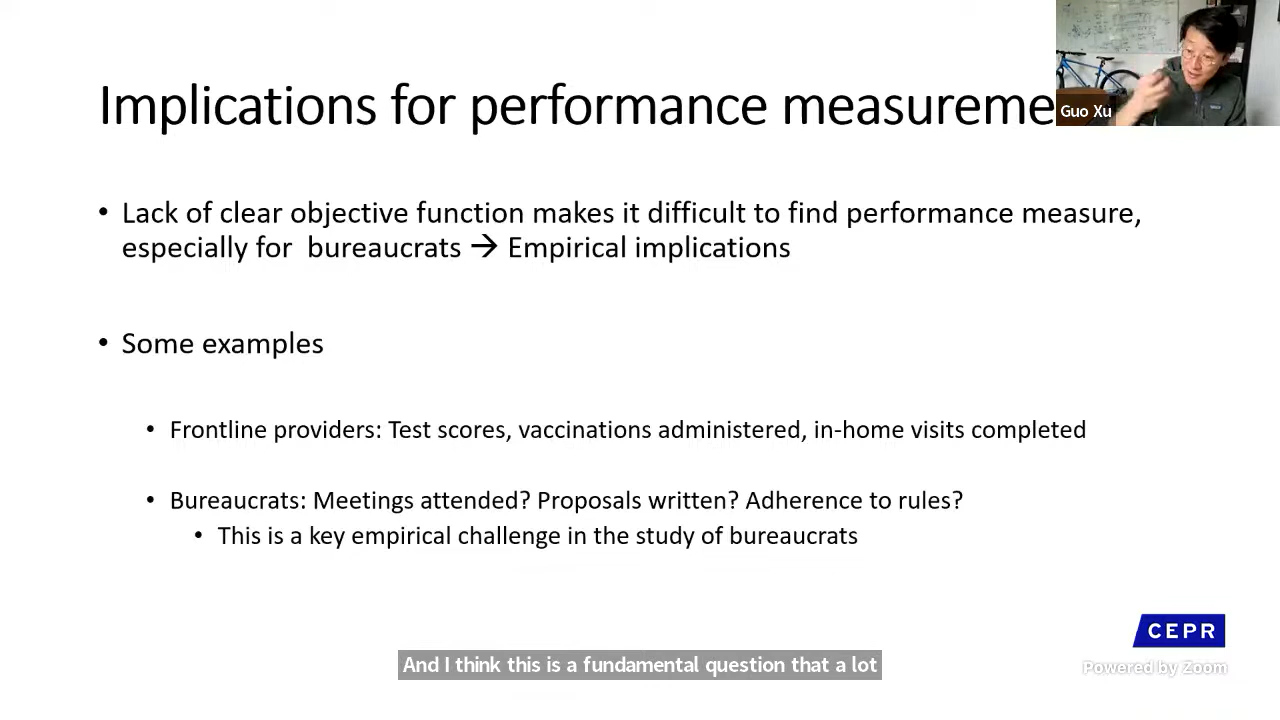 Implications for performance measureme
Guo Xu
• Lack of clear objective function makes it difficult to find performance measure,
especially for bureaucrats → Empirical implications
• Some examples
• Frontline providers: Test scores, vaccinations administered, in-home visits completed
• Bureaucrats: Meetings attended? Proposals written? Adherence to rules?
• This is a key empirical challenge in the study of bureaucrats
CEPR
Powered by Zoom
And I think this is a fundamental question that a lot